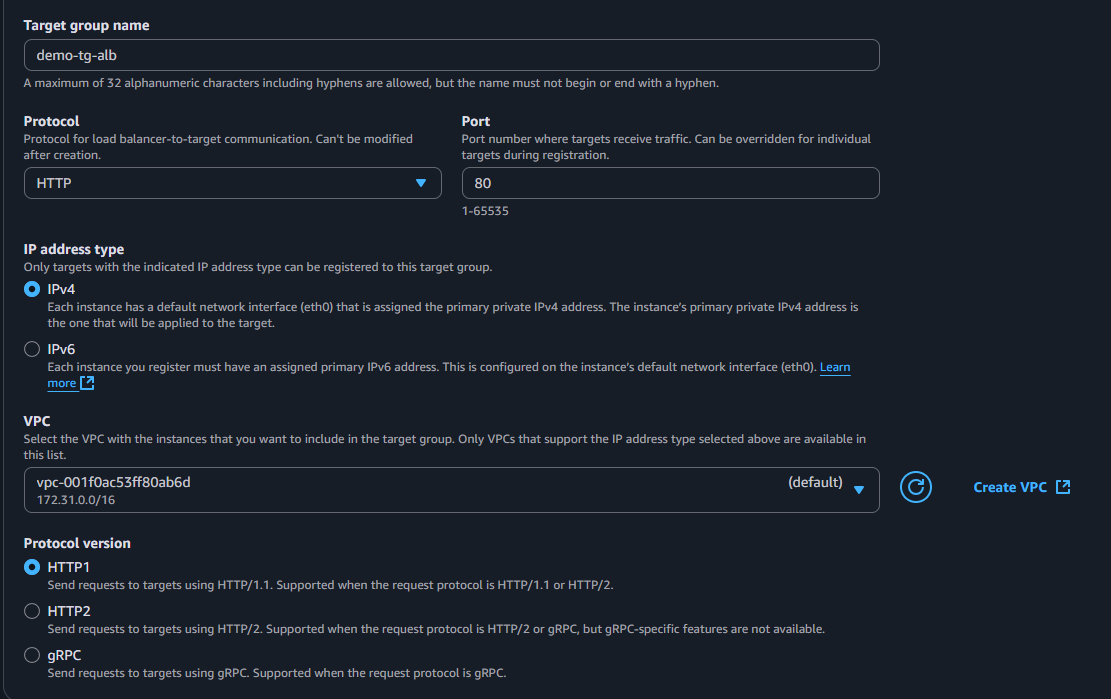 Target group name
demo-tg-alb
A maximum of 32 alphanumeric characters including hyphens are allowed, but the name must not begin or end with a hyphen.
Protocol
Protocol for load balancer-to-target communication. Can't be modified
after creation.
HTTP
Port
Port number where targets receive traffic. Can be overridden for individual
targets during registration.
80
1-65535
IP address type
Only targets with the indicated IP address type can be registered to this target group.
IPv4
Each instance has a default network interface (eth0) that is assigned the primary private IPv4 address. The instance's primary private IPv4 address is
the one that will be applied to the target.
IPv6
Each instance you register must have an assigned primary IPv6 address. This is configured on the instance's default network interface (eth0). Learn
more
VPC
Select the VPC with the instances that you want to include in the target group. Only VPCs that support the IP address type selected above are available in
this list.
vpc-001f0ac53ff80ab6d (default)
172.31.0.0/16
Create VPC
Protocol version
HTTP1
Send requests to targets using HTTP/1.1. Supported when the request protocol is HTTP/1.1 or HTTP/2.
HTTP2
Send requests to targets using HTTP/2. Supported when the request protocol is HTTP/2 or gRPC, but gRPC-specific features are not available.
gRPC
Send requests to targets using gRPC. Supported when the request protocol is gRPC.